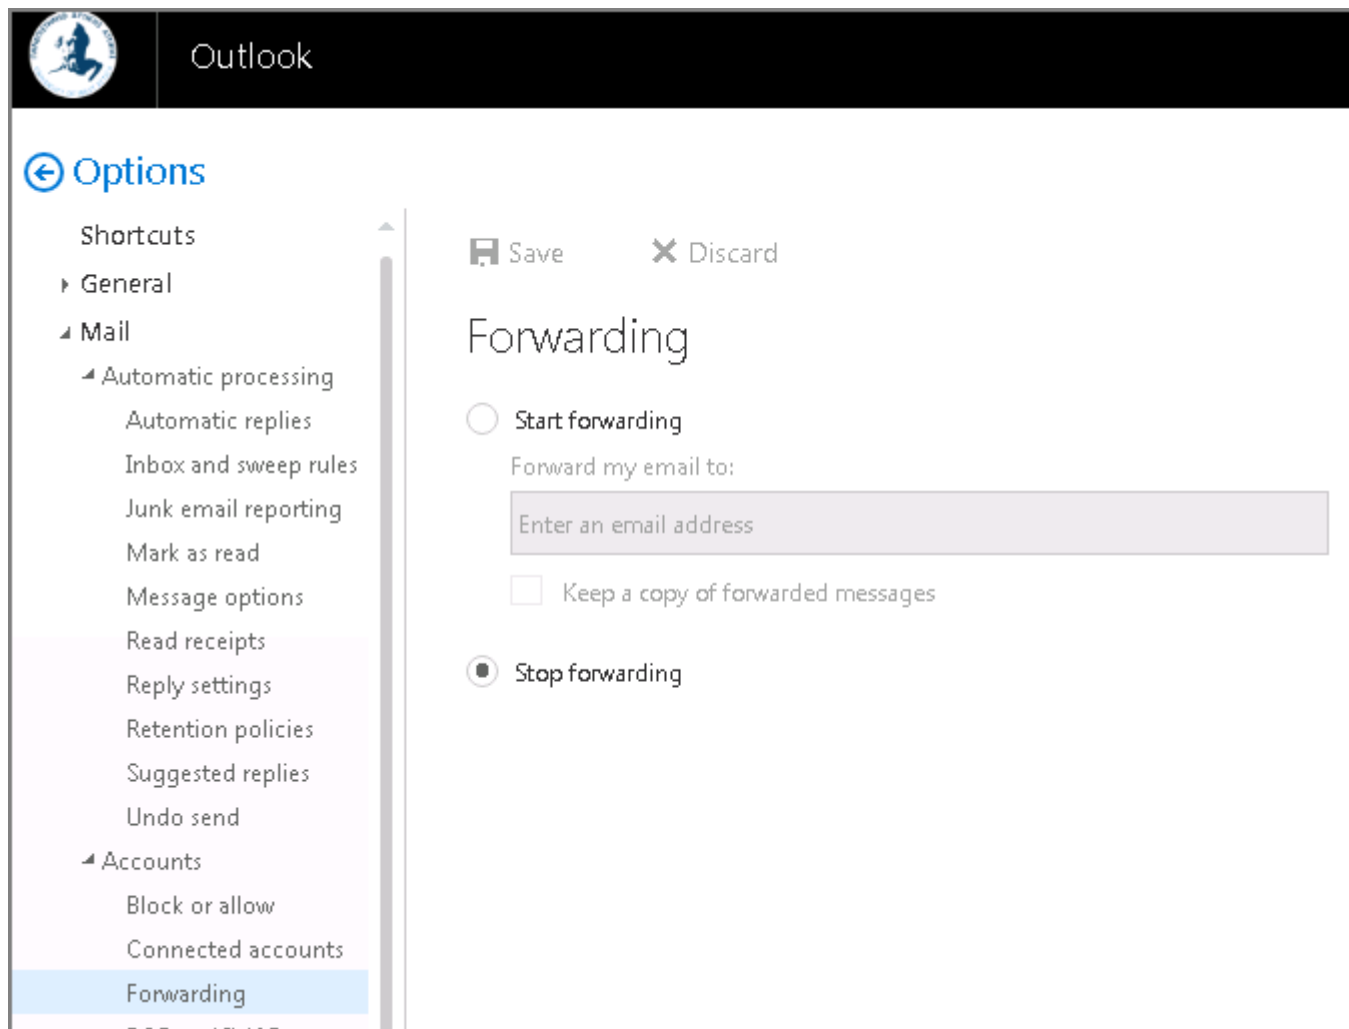 Outlook
Options
Shortcuts
General
Mail
Automatic processing
Automatic replies
Inbox and sweep rules
Junk email reporting
Mark as read
Message options
Read receipts
Reply settings
Retention policies
Suggested replies
Undo send
Accounts
Block or allow
Connected accounts
Forwarding
Save Discard
Forwarding
Start forwarding
Forward my email to:
Enter an email address
Keep a copy of forwarded messages
Stop forwarding